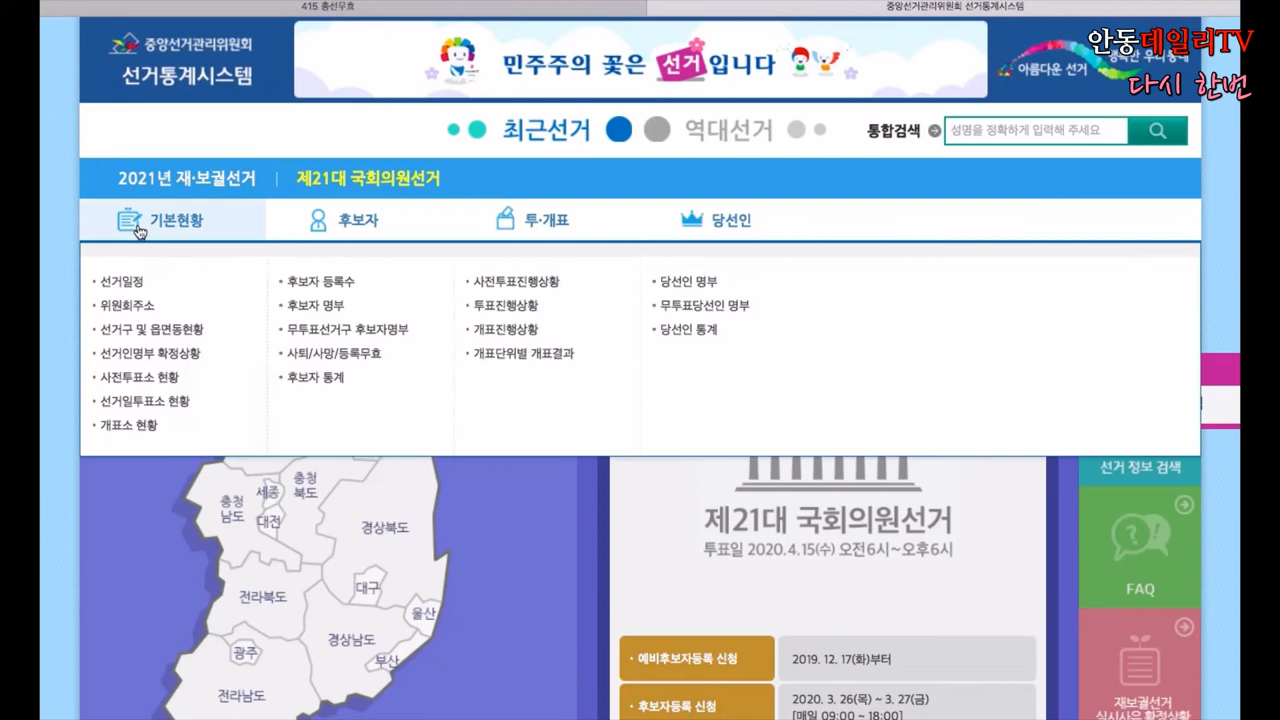 415 총선무효
중앙선거관리위원회 선거통계시스템
중앙선거관리위원회
선거통계시스템
민주주의 꽃은 선거입니다
아름다운 선거
안동데일리TV
다시 한번
최근선거
역대선거
통합검색
성명을 정확하게 입력해 주세요
2021년 재·보궐선거
제21대 국회의원선거
기본현황
후보자
투·개표
당선인
· 선거일정
· 위원회주소
· 선거구 및 읍면동현황
· 선거인명부 확정상황
· 사전투표소 현황
· 선거일투표소 현황
· 개표소 현황
· 후보자 등록수
· 후보자 명부
· 무투표선거구 후보자명부
· 사퇴/사망/등록무효
· 후보자 통계
· 사전투표진행상황
· 투표진행상황
· 개표진행상황
· 개표단위별 개표결과
· 당선인 명부
· 무투표당선인 명부
· 당선인 통계
충청
북도
세종
충청
남도
대전
경상북도
대구
전라북도
울산
경상남도
광주
부산
전라남도
제21대 국회의원선거
투표일 2020.4.15(수) 오전6시~오후6시
· 예비후보자등록 신청
2019. 12. 17(화)부터
· 후보자등록 신청
2020. 3. 26(목) ~ 3. 27(금)
[매일 09:00 ~ 18:00]
선거 정보 검색
FAQ
재보궐선거
실시사유 확정상황